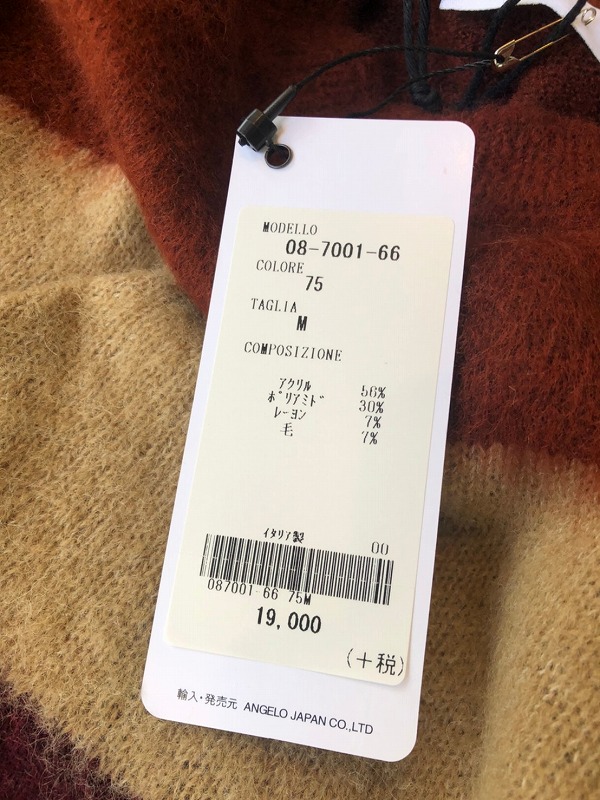 MODELLO
08-7001-66
COLORE
75
TAGLIA
M
COMPOSIZIONE
ｱｸﾘﾙ 56%
ﾎﾟﾘｱﾐﾄﾞ 30%
ﾚｰﾖﾝ 7%
毛 7%
ｲﾀﾘｱ製
00
087001-66 75M
19,000
(＋税)
輸入・発売元 ANGELO JAPAN CO.,LTD